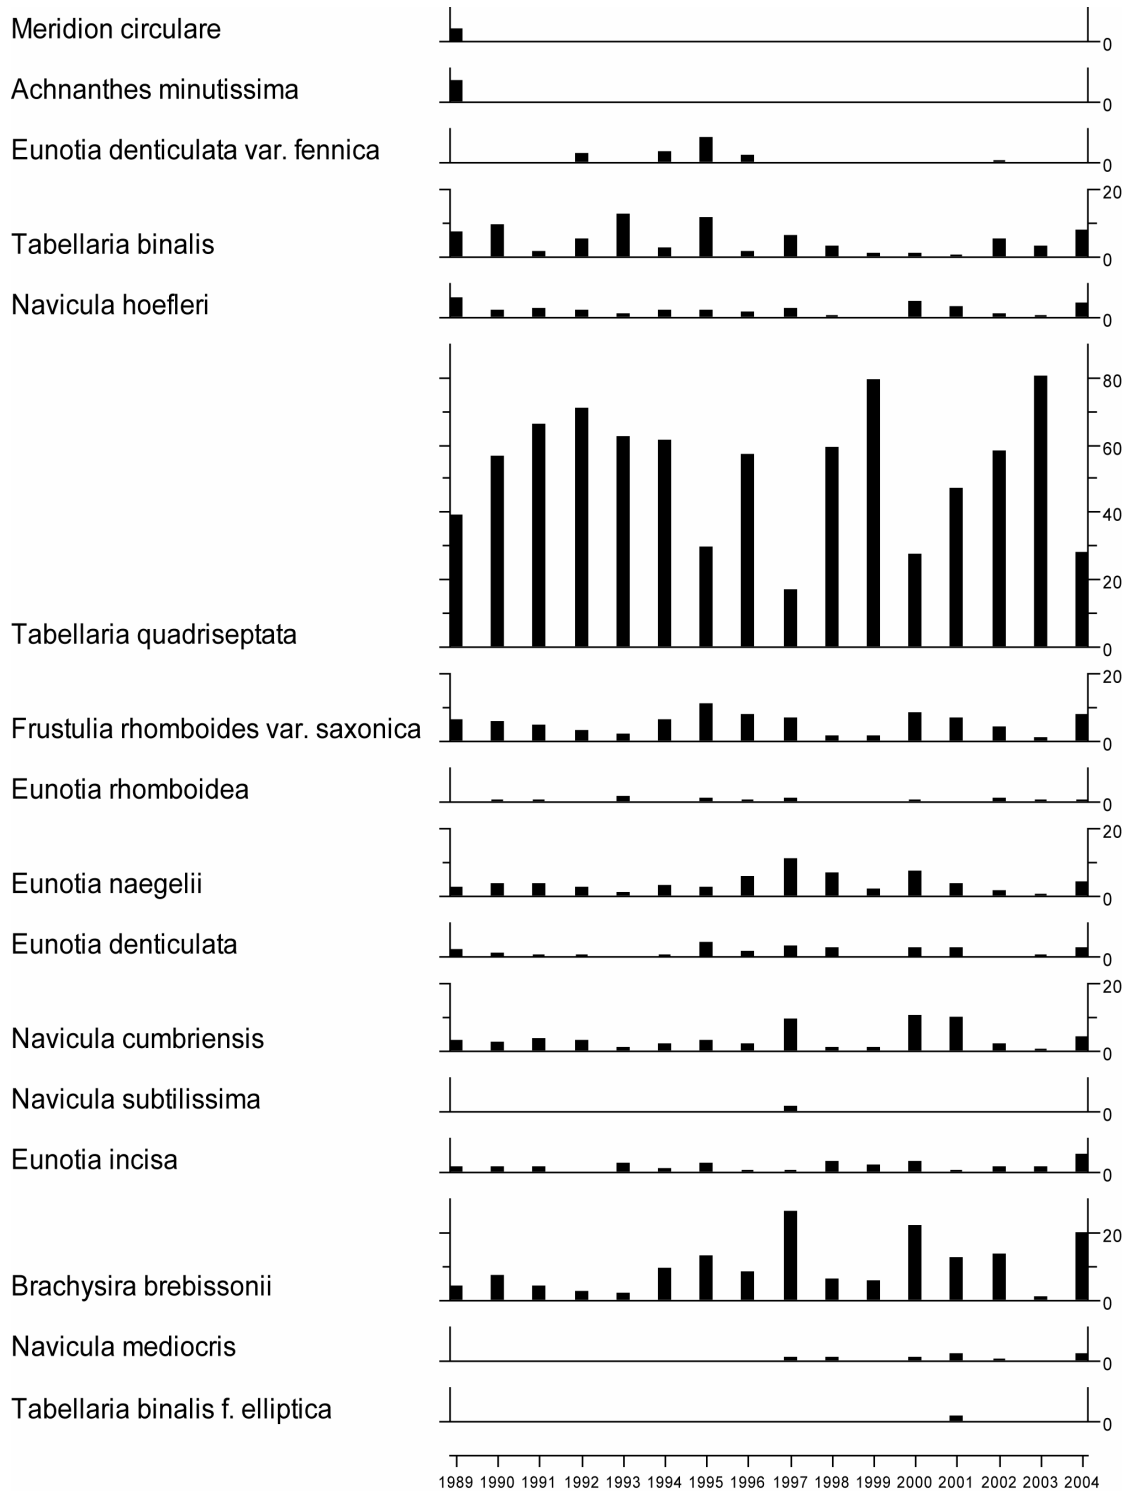 Meridion circulare
0
Achnanthes minutissima
0
Eunotia denticulata var. fennica
0
20
Tabellaria binalis
0
Navicula hoefleri
0
80
60
40
20
Tabellaria quadriseptata
0
20
Frustulia rhomboides var. saxonica
0
Eunotia rhomboidea
0
20
Eunotia naegelii
0
Eunotia denticulata
0
20
Navicula cumbriensis
0
Navicula subtilissima
0
Eunotia incisa
0
20
Brachysira brebissonii
0
Navicula mediocris
0
Tabellaria binalis f. elliptica
0
1989 1990 1991 1992 1993 1994 1995 1996 1997 1998 1999 2000 2001 2002 2003 2004